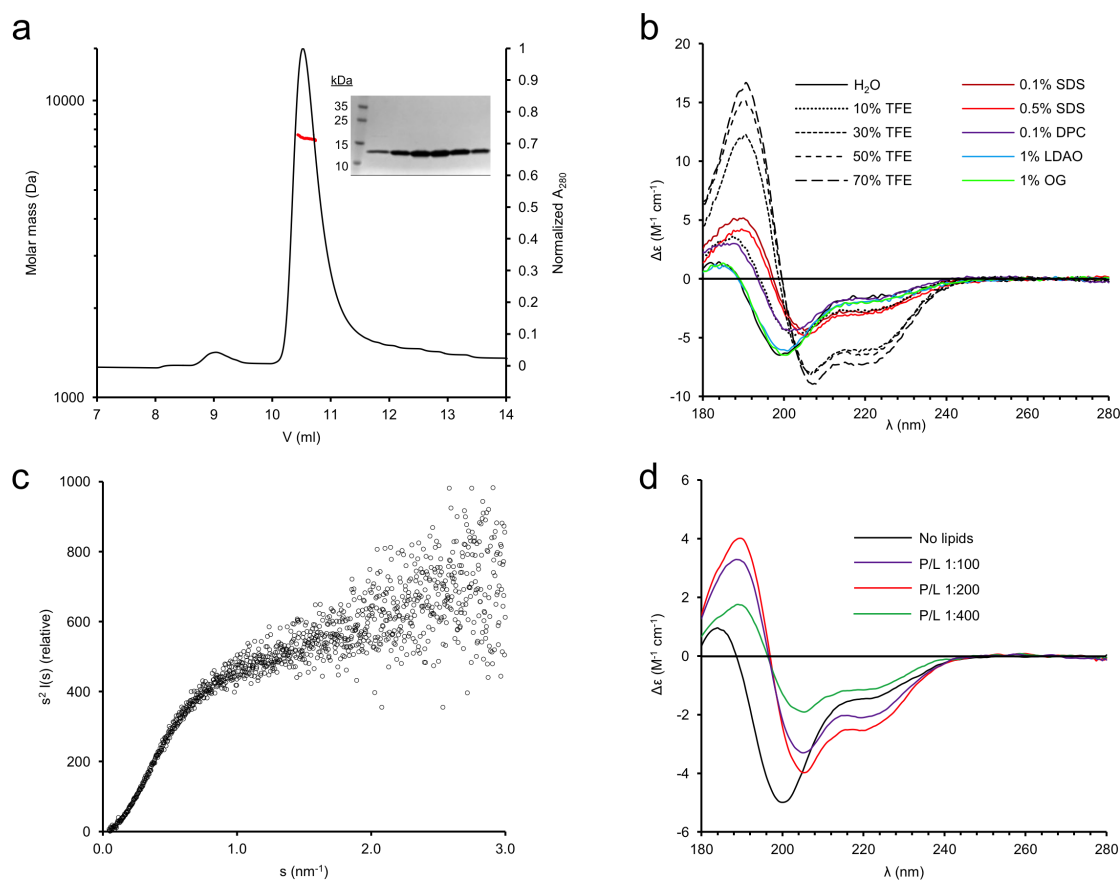 a
Molar mass (Da)
10000
1000
7 8 9 10 11 12 13 14
V (ml)
1
0.9
0.8
0.7
0.6
0.5
0.4
0.3
0.2
0.1
0
Normalized A280
kDa
35
25
15
10
b
Δε (M-1 cm-1)
20
15
10
5
0
-5
-10
180 200 220 240 260 280
λ (nm)
H2O
10% TFE
30% TFE
50% TFE
70% TFE
0.1% SDS
0.5% SDS
0.1% DPC
1% LDAO
1% OG
c
s2 I(s) (relative)
1000
800
600
400
200
0
0.0 1.0 2.0 3.0
s (nm-1)
d
Δε (M-1 cm-1)
6
4
2
0
-2
-4
-6
180 200 220 240 260 280
λ (nm)
No lipids
P/L 1:100
P/L 1:200
P/L 1:400